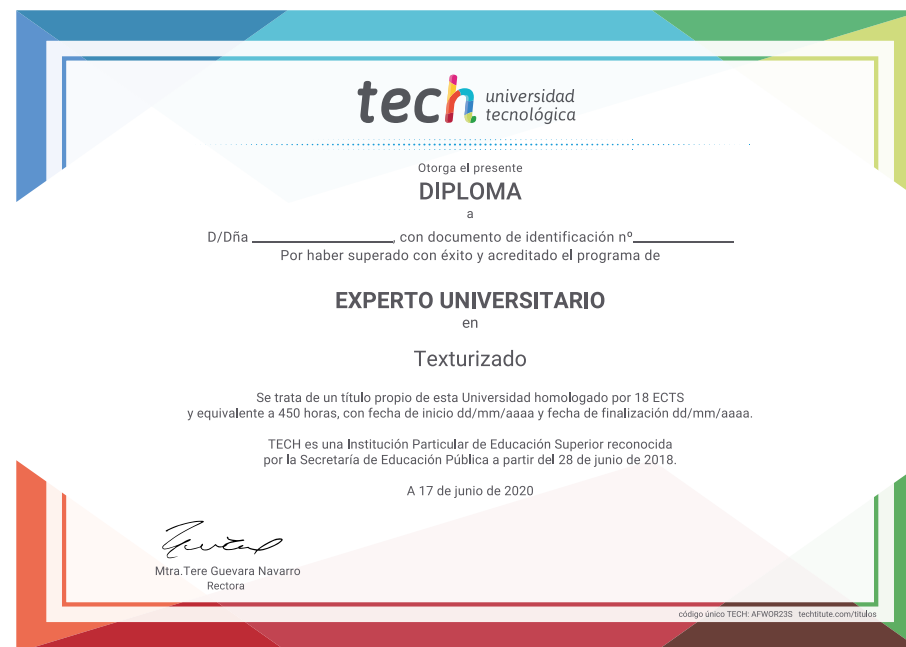 tech universidad
tecnológica
Otorga el presente
DIPLOMA
a
D/Dña ____________________, con documento de identificación nº______________
Por haber superado con éxito y acreditado el programa de
EXPERTO UNIVERSITARIO
en
Texturizado
Se trata de un título propio de esta Universidad homologado por 18 ECTS
y equivalente a 450 horas, con fecha de inicio dd/mm/aaaa y fecha de finalización dd/mm/aaaa.
TECH es una Institución Particular de Educación Superior reconocida
por la Secretaría de Educación Pública a partir del 28 de junio de 2018.
A 17 de junio de 2020
Mtra.Tere Guevara Navarro
Rectora
código único TECH: AFWOR23S techtitute.com/titulos